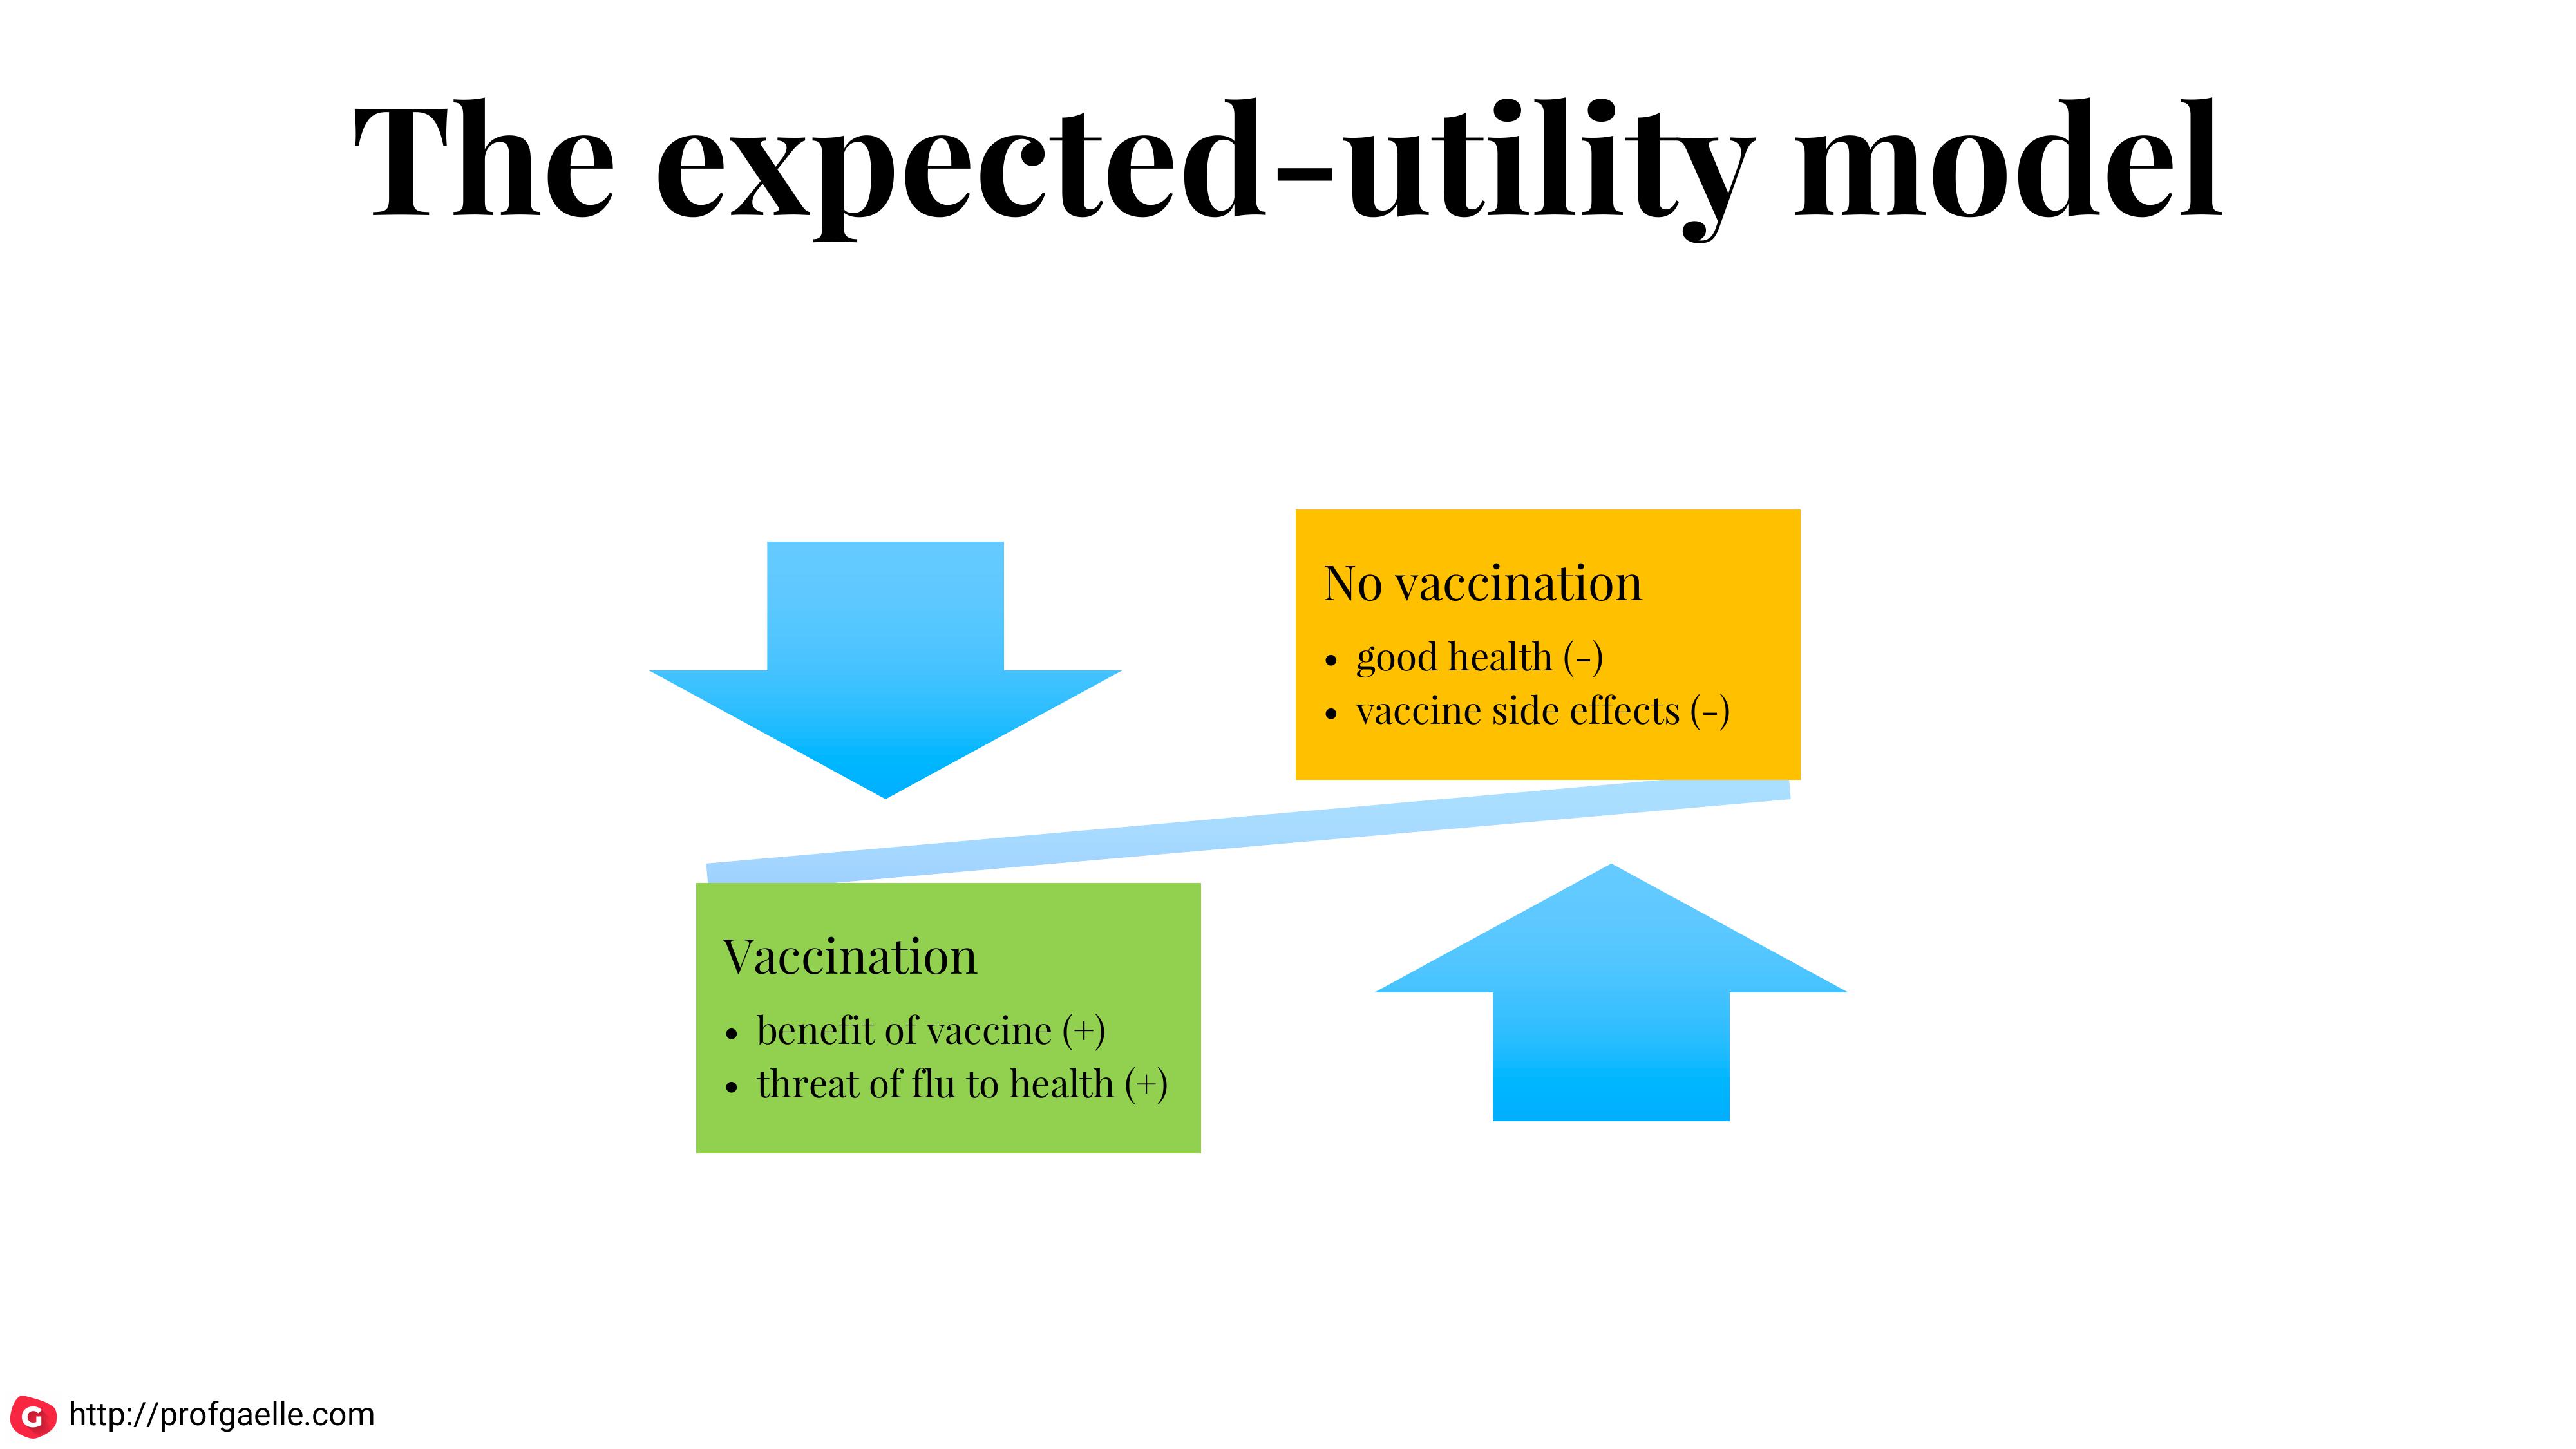 The expected-utility model
No vaccination
• good health (-)
• vaccine side effects (-)
Vaccination
• benefit of vaccine (+)
• threat of flu to health (+)
G http://profgaelle.com